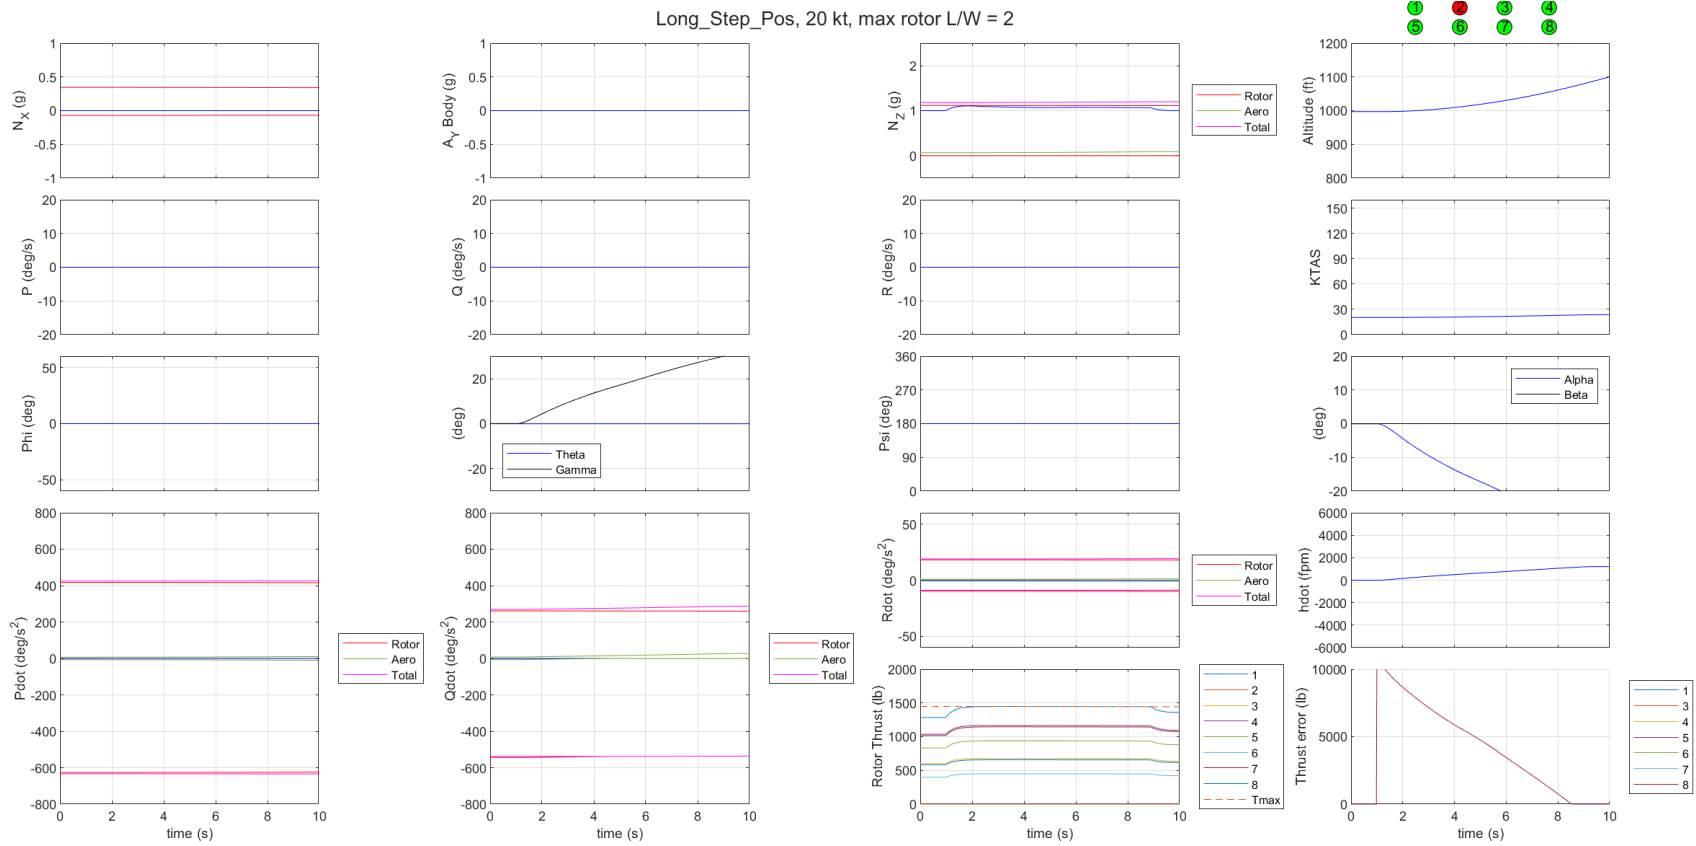 Long_Step_Pos, 20 kt, max rotor L/W = 2
1 2 3 4
5 6 7 8
N_X (g)
1
0.5
0
-0.5
-1
A_Y Body (g)
1
0.5
0
-0.5
-1
N_Z (g)
2
1
0
Rotor
Aero
Total
Altitude (ft)
1200
1100
1000
900
800
P (deg/s)
20
10
0
-10
-20
Q (deg/s)
20
10
0
-10
-20
R (deg/s)
20
10
0
-10
-20
KTAS
150
120
90
60
30
0
Phi (deg)
50
0
-50
(deg)
20
0
-20
Theta
Gamma
Psi (deg)
360
270
180
90
0
(deg)
20
10
0
-10
-20
Alpha
Beta
Pdot (deg/s^2)
800
600
400
200
0
-200
-400
-600
-800
0 2 4 6 8 10
time (s)
Rotor
Aero
Total
Qdot (deg/s^2)
800
600
400
200
0
-200
-400
-600
-800
0 2 4 6 8 10
time (s)
Rotor
Aero
Total
Rdot (deg/s^2)
50
0
-50
Rotor
Aero
Total
hdot (fpm)
6000
4000
2000
0
-2000
-4000
-6000
Rotor Thrust (lb)
2000
1500
1000
500
0
0 2 4 6 8 10
time (s)
1
2
3
4
5
6
7
8
Tmax
Thrust error (lb)
10000
5000
0
0 2 4 6 8 10
time (s)
1
3
4
5
6
7
8